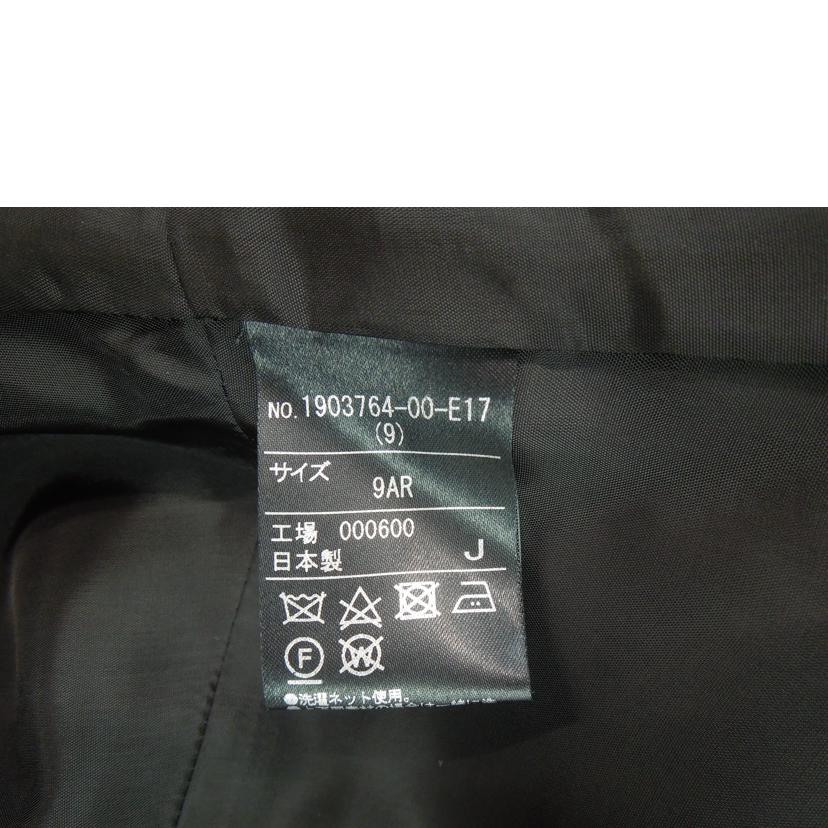 NO. 1903764-00-E17
(9)
サイズ
9AR
工場 000600
日本製 J
F W
●洗濯ネット使用。